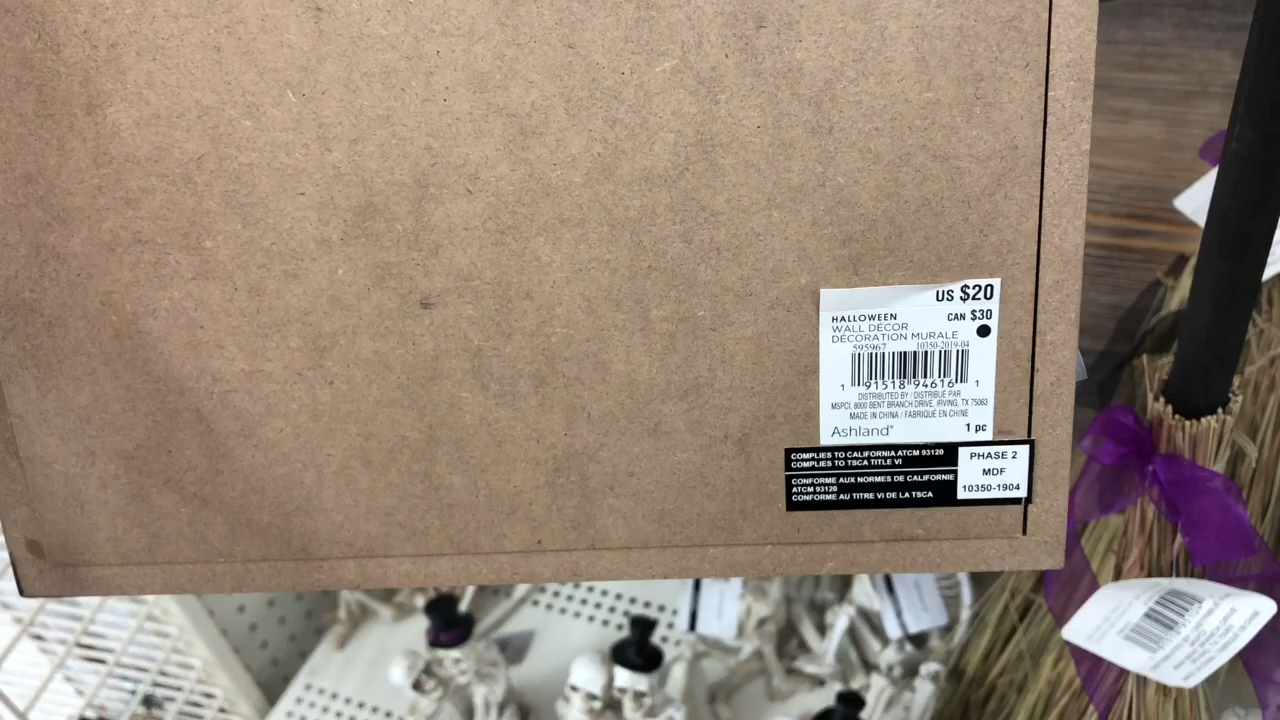 US $20
HALLOWEEN CAN $30
WALL DÉCOR
DÉCORATION MURALE
595967 10350-2019-04
1 91518 94616 1
DISTRIBUTED BY / DISTRIBUÉ PAR
MSPCI, 8000 BENT BRANCH DRIVE, IRVING, TX 75063
MADE IN CHINA / FABRIQUÉ EN CHINE
Ashland® 1 pc
COMPLIES TO CALIFORNIA ATCM 93120
COMPLIES TO TSCA TITLE VI
CONFORME AUX NORMES DE CALIFORNIE
ATCM 93120
CONFORME AU TITRE VI DE LA TSCA
PHASE 2
MDF
10350-1904